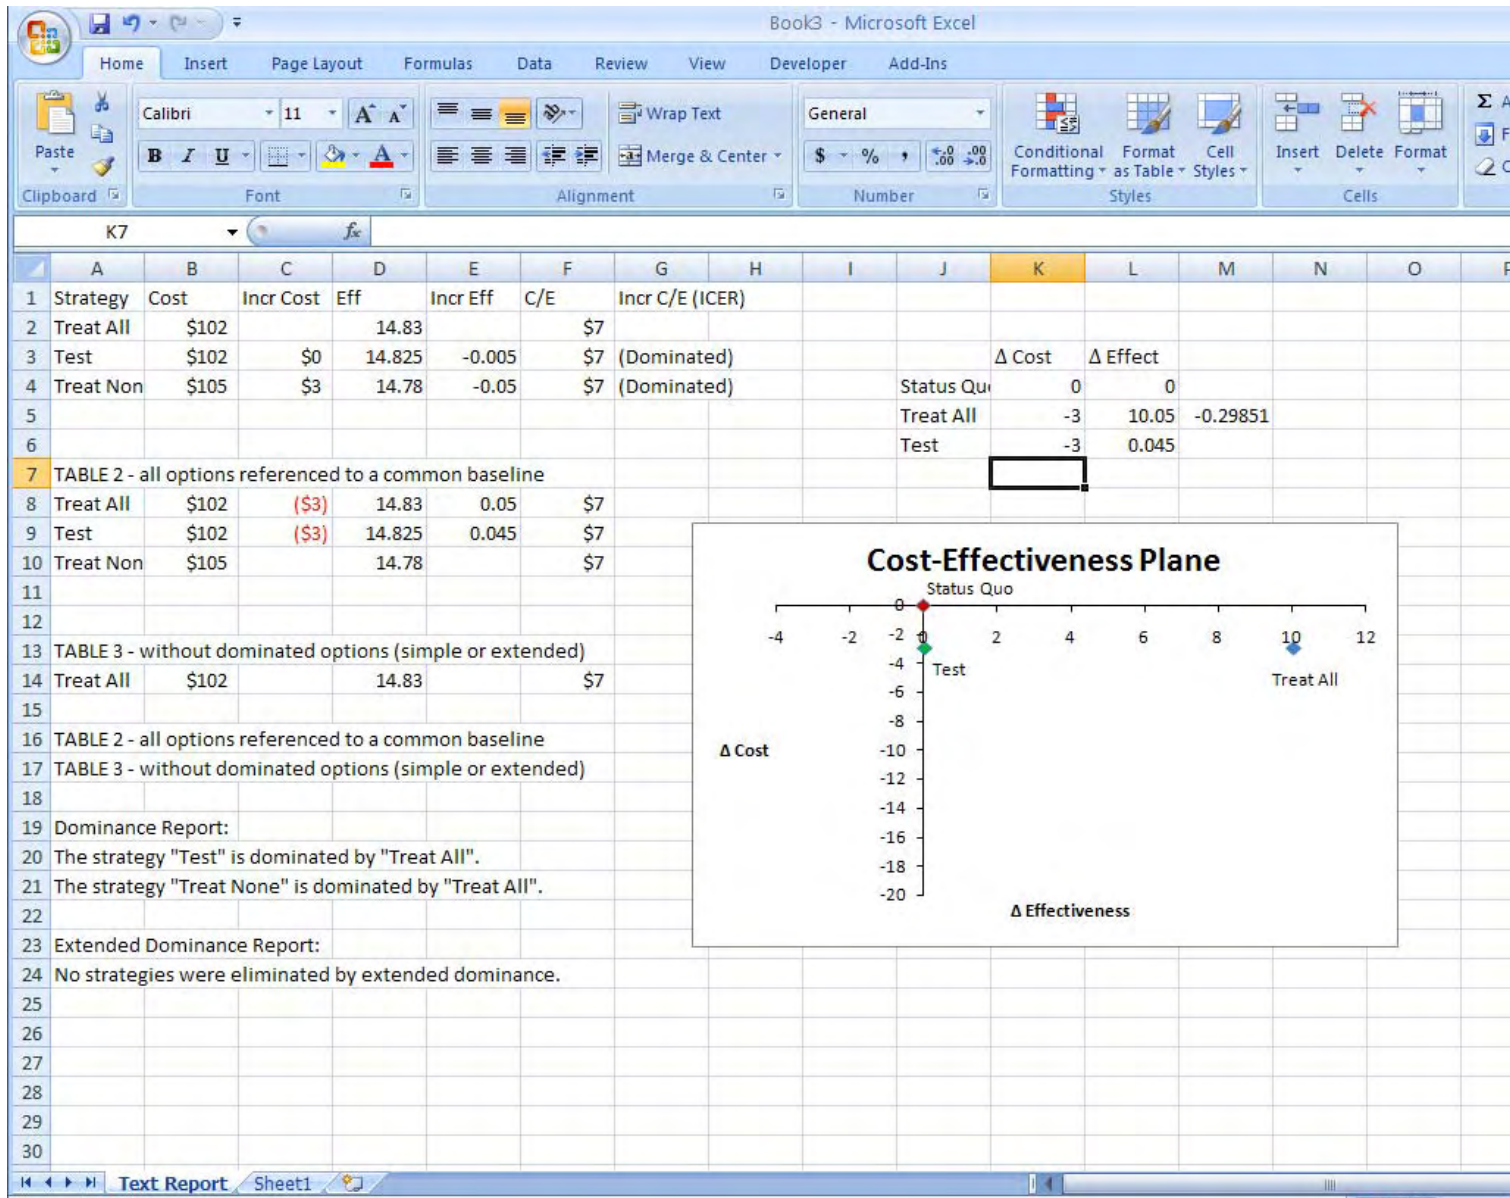 Book3 - Microsoft Excel
Home Insert Page Layout Formulas Data Review View Developer Add-Ins
Calibri 11 A A Wrap Text General Σ
Paste B I U A Merge & Center $ % , .00 .00 Conditional Formatting Format as Table Cell Styles Insert Delete Format
Clipboard Font Alignment Number Styles Cells
K7 fx
A B C D E F G H I J K L M N O
1 Strategy Cost Incr Cost Eff Incr Eff C/E Incr C/E (ICER)
2 Treat All $102 14.83 $7
3 Test $102 $0 14.825 -0.005 $7 (Dominated) Δ Cost Δ Effect
4 Treat Non $105 $3 14.78 -0.05 $7 (Dominated) Status Qu 0 0
5 Treat All -3 10.05 -0.29851
6 Test -3 0.045
7 TABLE 2 - all options referenced to a common baseline
8 Treat All $102 ($3) 14.83 0.05 $7
9 Test $102 ($3) 14.825 0.045 $7
10 Treat Non $105 14.78 $7
11
12
13 TABLE 3 - without dominated options (simple or extended)
14 Treat All $102 14.83 $7
15
16 TABLE 2 - all options referenced to a common baseline
17 TABLE 3 - without dominated options (simple or extended)
18
19 Dominance Report:
20 The strategy "Test" is dominated by "Treat All".
21 The strategy "Treat None" is dominated by "Treat All".
22
23 Extended Dominance Report:
24 No strategies were eliminated by extended dominance.
25
26
27
28
29
30
Cost-Effectiveness Plane
Status Quo
0
-4 -2 0 2 4 6 8 10 12
-2
-4
Test
Treat All
-6
-8
Δ Cost
-10
-12
-14
-16
-18
-20
Δ Effectiveness
Text Report Sheet1